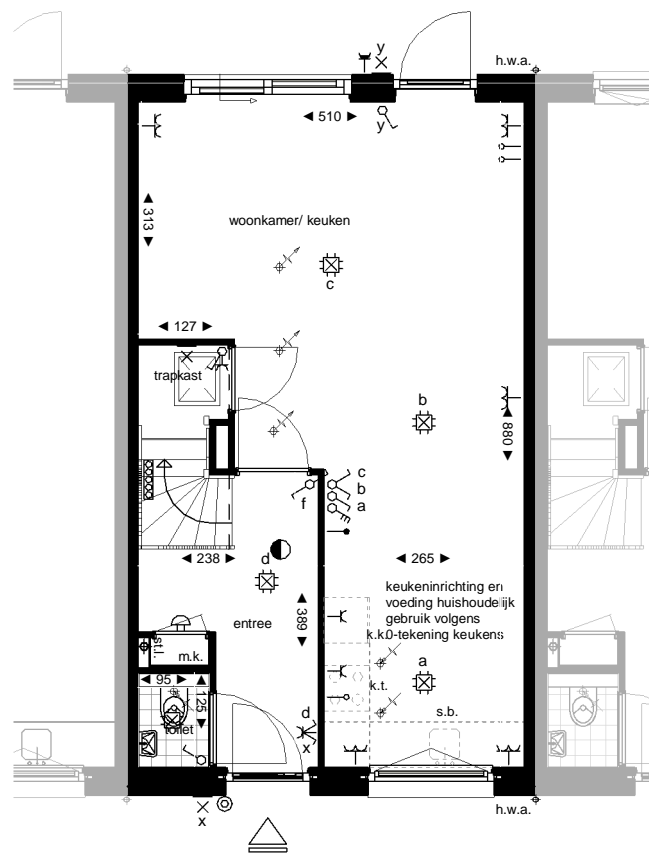 y
h.w.a.
510
y
313
woonkamer/ keuken
c
127
trapkast
b
880
c
b
f
a
d
238
265
keukeninrichting en
voeding huishoudelijk
389
gebruik volgens
entree
k.k0-tekening keukens
st.l.
m.k.
k.t.
a
95
125
toilet
d
s.b.
x
x
h.w.a.